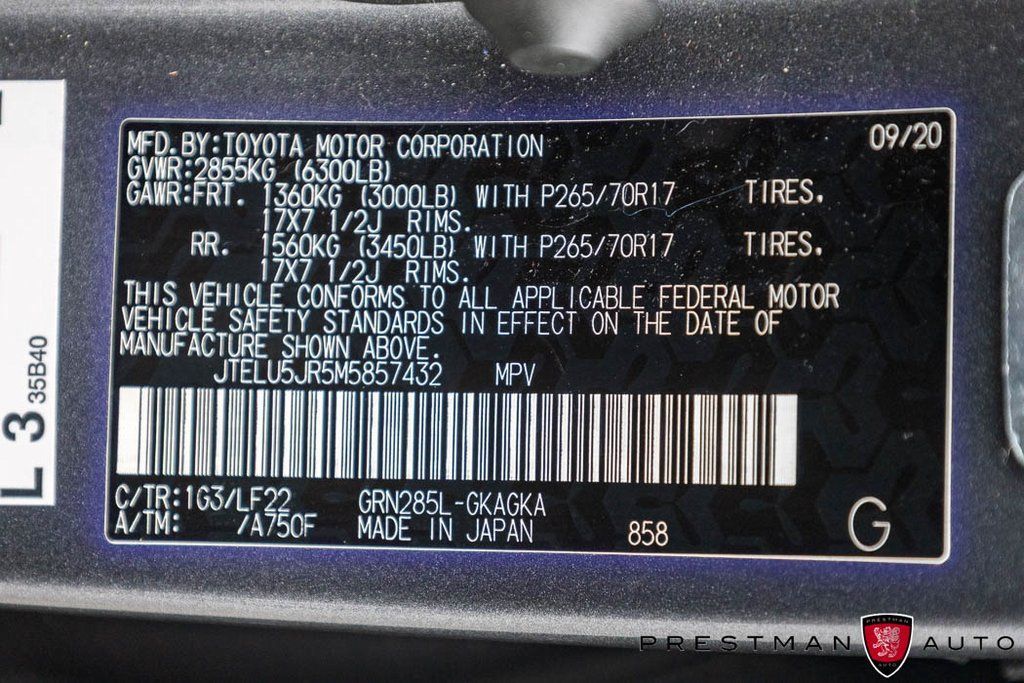 MFD.BY:TOYOTA MOTOR CORPORATION 09/20
GVWR:2855KG (6300LB)
GAWR:FRT. 1360KG (3000LB) WITH P265/70R17 TIRES.
17X7 1/2J RIMS.
RR. 1560KG (3450LB) WITH P265/70R17 TIRES.
17X7 1/2J RIMS.
THIS VEHICLE CONFORMS TO ALL APPLICABLE FEDERAL MOTOR
VEHICLE SAFETY STANDARDS IN EFFECT ON THE DATE OF
MANUFACTURE SHOWN ABOVE.
JTELU5JR5M5857432 MPV
C/TR:1G3/LF22 GRN285L-GKAGKA
A/TM: /A750F MADE IN JAPAN 858 G
L 3 35B40
PRESTMAN AUTO
PRESTMAN
AUTO